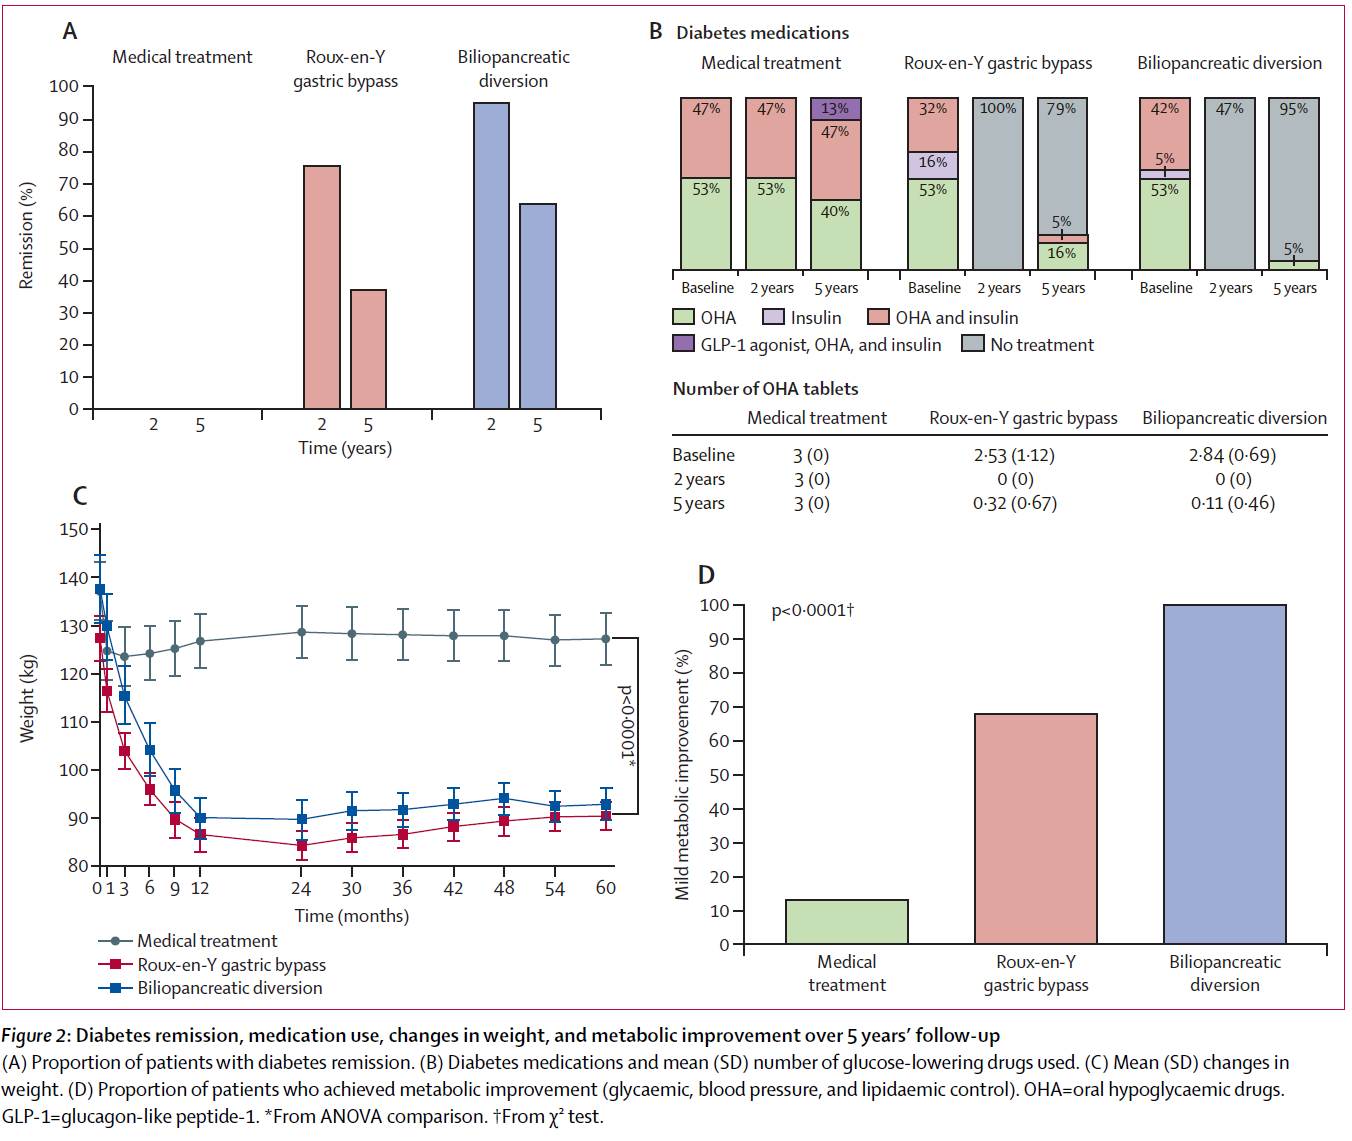 A
Medical treatment
Roux-en-Y
gastric bypass
Biliopancreatic
diversion
Remission (%)
100
90
80
70
60
50
40
30
20
10
0
2 5 2 5 2 5
Time (years)
B Diabetes medications
Medical treatment Roux-en-Y gastric bypass Biliopancreatic diversion
47% 47% 13% 32% 100% 79% 42% 47% 95%
47%
16% 5%
53% 53% 53% 53%
40%
5% 5%
16%
Baseline 2 years 5 years Baseline 2 years 5 years Baseline 2 years 5 years
OHA Insulin OHA and insulin
GLP-1 agonist, OHA, and insulin No treatment
Number of OHA tablets
Medical treatment Roux-en-Y gastric bypass Biliopancreatic diversion
Baseline 3 (0) 2·53 (1·12) 2·84 (0·69)
2 years 3 (0) 0 (0) 0 (0)
5 years 3 (0) 0·32 (0·67) 0·11 (0·46)
C
Weight (kg)
150
140
130
120
110
100
90
80
0 1 3 6 9 12 24 30 36 42 48 54 60
Time (months)
p<0·0001*
Medical treatment
Roux-en-Y gastric bypass
Biliopancreatic diversion
D
p<0·0001†
Mild metabolic improvement (%)
100
90
80
70
60
50
40
30
20
10
0
Medical
treatment
Roux-en-Y
gastric bypass
Biliopancreatic
diversion
Figure 2: Diabetes remission, medication use, changes in weight, and metabolic improvement over 5 years’ follow-up
(A) Proportion of patients with diabetes remission. (B) Diabetes medications and mean (SD) number of glucose-lowering drugs used. (C) Mean (SD) changes in
weight. (D) Proportion of patients who achieved metabolic improvement (glycaemic, blood pressure, and lipidaemic control). OHA=oral hypoglycaemic drugs.
GLP-1=glucagon-like peptide-1. *From ANOVA comparison. †From χ² test.